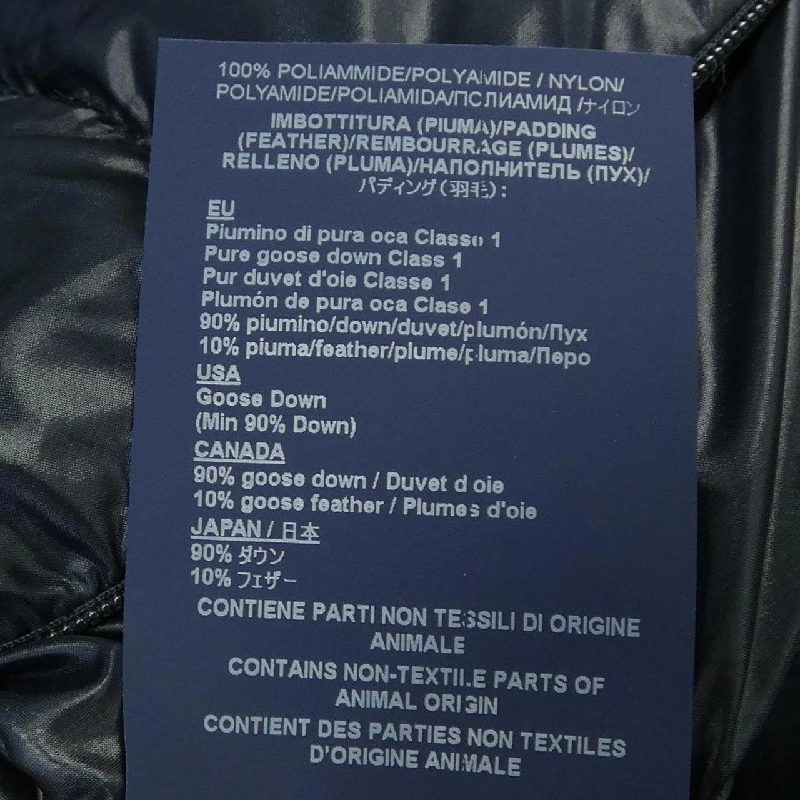 100% POLIAMMIDE/POLYAMIDE / NYLON/
POLYAMIDE/POLIAMIDA/ПОЛИАМИД /ナイロン
IMBOTTITURA (PIUMA)/PADDING
(FEATHER)/REMBOURRAGE (PLUMES)/
RELLENO (PLUMA)/НАПОЛНИТЕЛЬ (ПУХ)/
パディング(羽毛):
EU
Piumino di pura oca Classe 1
Pure goose down Class 1
Pur duvet d'oie Classe 1
Plumón de pura oca Clase 1
90% piumino/down/duvet/plumón/Пух
10% piuma/feather/plume/pluma/Перо
USA
Goose Down
(Min 90% Down)
CANADA
90% goose down / Duvet d oie
10% goose feather / Plumes d'oie
JAPAN / 日本
90% ダウン
10% フェザー
CONTIENE PARTI NON TESSILI DI ORIGINE
ANIMALE
CONTAINS NON-TEXTILE PARTS OF
ANIMAL ORIGIN
CONTIENT DES PARTIES NON TEXTILES
D'ORIGINE ANIMALE